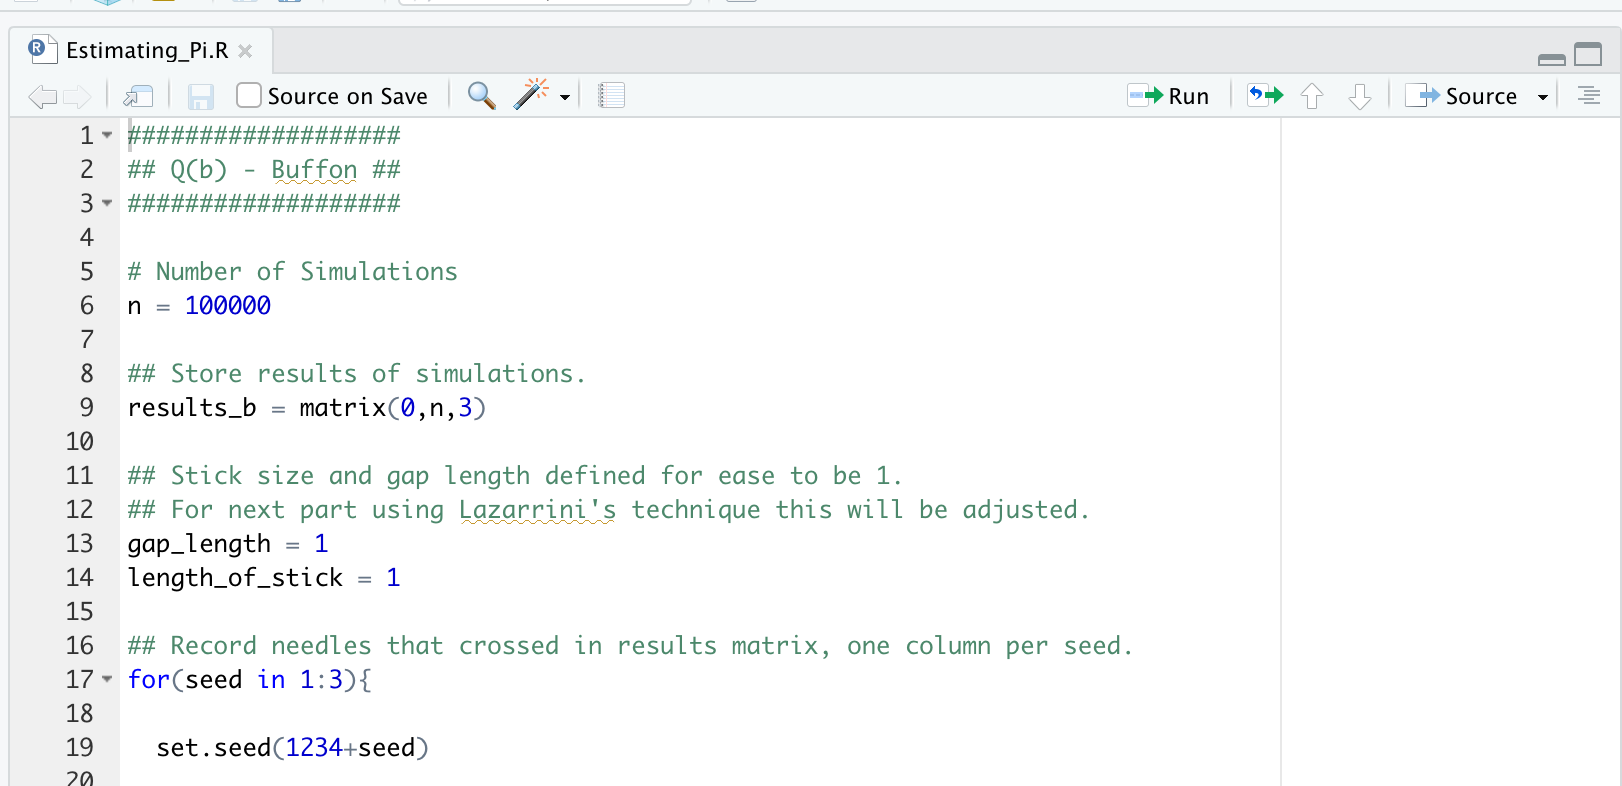 Estimating_Pi.R
Source on Save Run Source
1 ###################
2 ## Q(b) - Buffon ##
3 ###################
4
5 # Number of Simulations
6 n = 100000
7
8 ## Store results of simulations.
9 results_b = matrix(0,n,3)
10
11 ## Stick size and gap length defined for ease to be 1.
12 ## For next part using Lazarrini's technique this will be adjusted.
13 gap_length = 1
14 length_of_stick = 1
15
16 ## Record needles that crossed in results matrix, one column per seed.
17 for(seed in 1:3){
18
19 set.seed(1234+seed)
20